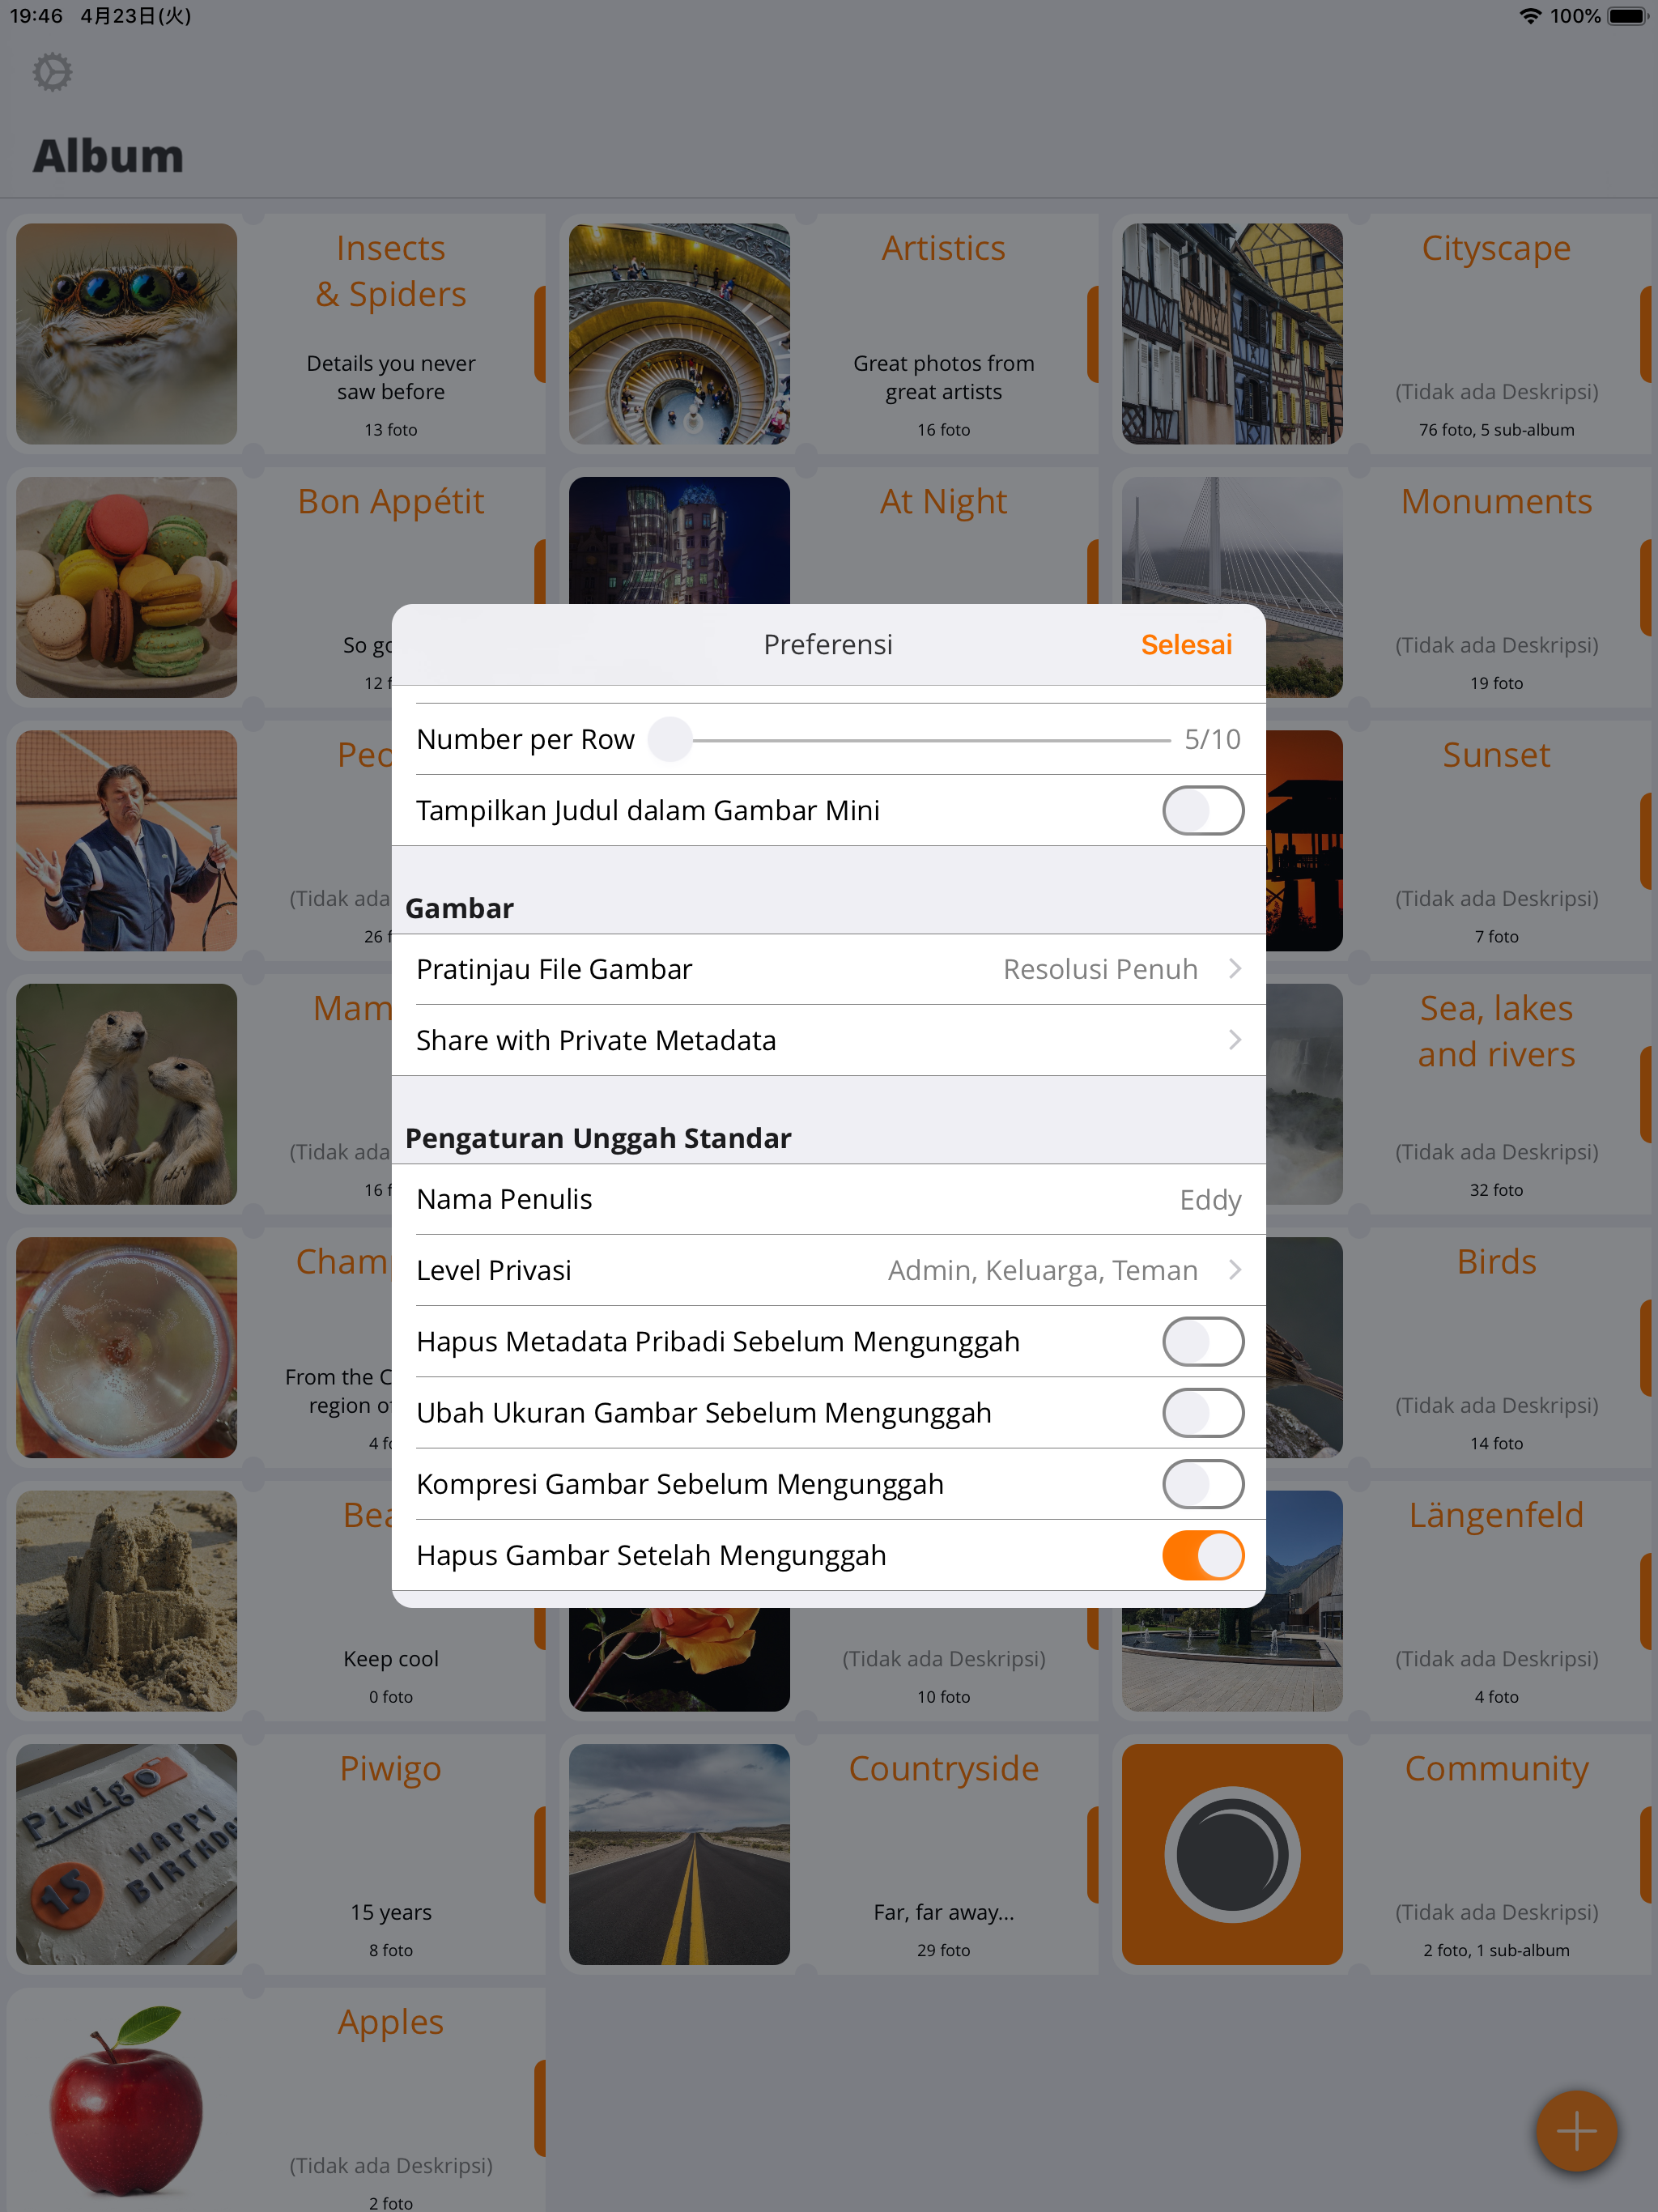 19:46 4月23日(火)
100%
Album
Insects
& Spiders
Details you never
saw before
13 foto
Artistics
Great photos from
great artists
16 foto
Cityscape
(Tidak ada Deskripsi)
76 foto, 5 sub-album
Bon Appétit
So go
12 f
At Night
Monuments
(Tidak ada Deskripsi)
19 foto
Peo
(Tidak ada
26 f
Sunset
(Tidak ada Deskripsi)
7 foto
Mam
(Tidak ada
16 f
Sea, lakes
and rivers
(Tidak ada Deskripsi)
32 foto
Cham
From the C
region of
4 fo
Birds
(Tidak ada Deskripsi)
14 foto
Bea
Keep cool
0 foto
(Tidak ada Deskripsi)
10 foto
Längenfeld
(Tidak ada Deskripsi)
4 foto
Piwigo
HAPPY
BIRTHDA
15
Piwigo
15 years
8 foto
Countryside
Far, far away...
29 foto
Community
(Tidak ada Deskripsi)
2 foto, 1 sub-album
Apples
(Tidak ada Deskripsi)
2 foto
Preferensi
Selesai
Number per Row 5/10
Tampilkan Judul dalam Gambar Mini
Gambar
Pratinjau File Gambar Resolusi Penuh
Share with Private Metadata
Pengaturan Unggah Standar
Nama Penulis Eddy
Level Privasi Admin, Keluarga, Teman
Hapus Metadata Pribadi Sebelum Mengunggah
Ubah Ukuran Gambar Sebelum Mengunggah
Kompresi Gambar Sebelum Mengunggah
Hapus Gambar Setelah Mengunggah